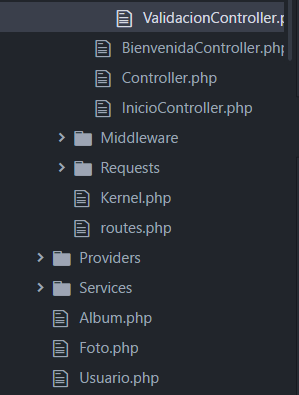 ValidacionController.p
BienvenidaController.php
Controller.php
InicioController.php
Middleware
Requests
Kernel.php
routes.php
Providers
Services
Album.php
Foto.php
Usuario.php